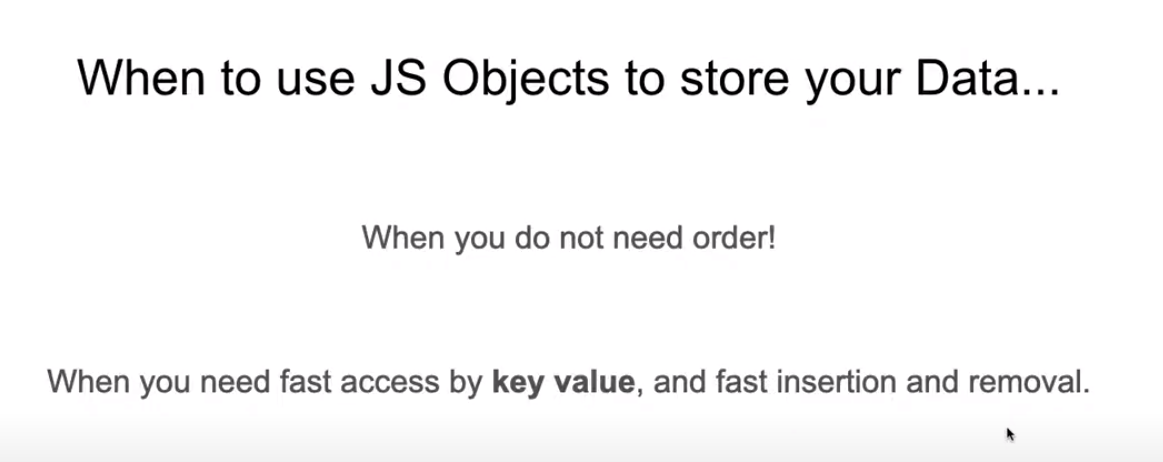 When to use JS Objects to store your Data...
When you do not need order!
When you need fast access by key value, and fast insertion and removal.